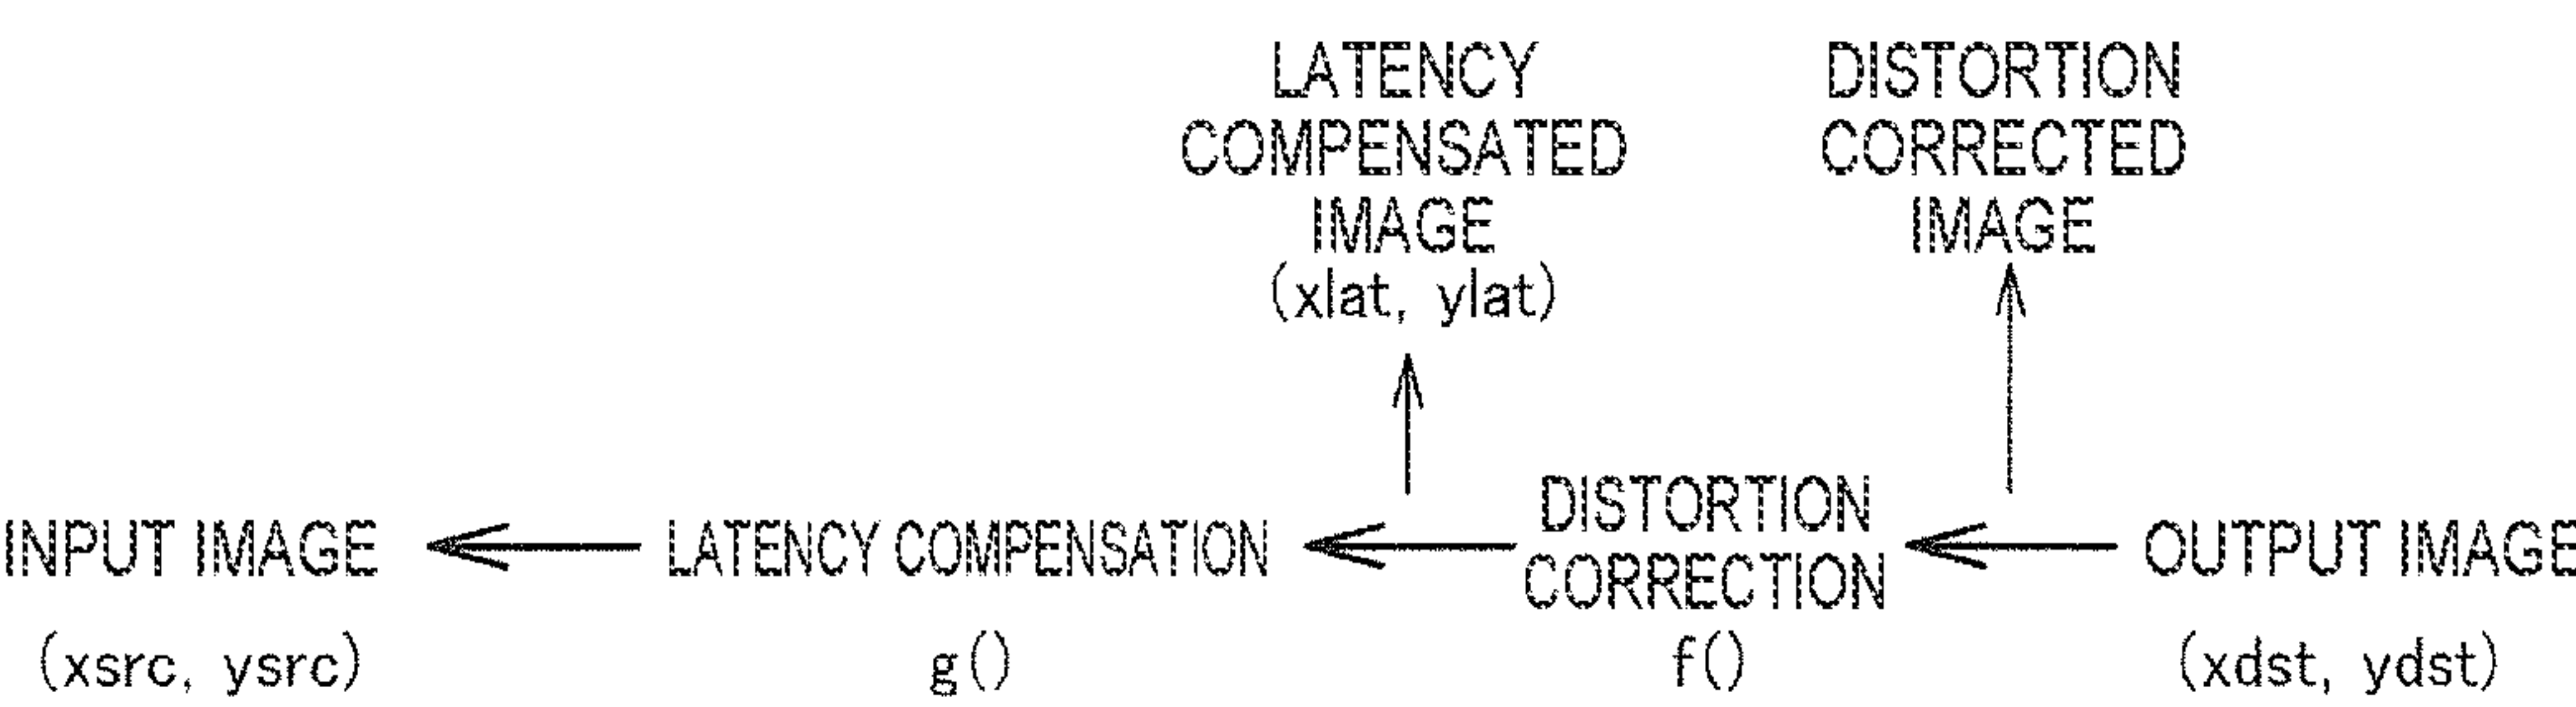 LATENCY
COMPENSATED
IMAGE
(xlat, ylat)
DISTORTION
CORRECTED
IMAGE
INPUT IMAGE
LATENCY COMPENSATION
DISTORTION
CORRECTION
OUTPUT IMAGE
(xsrc, ysrc)
g()
f()
(xdst, ydst)